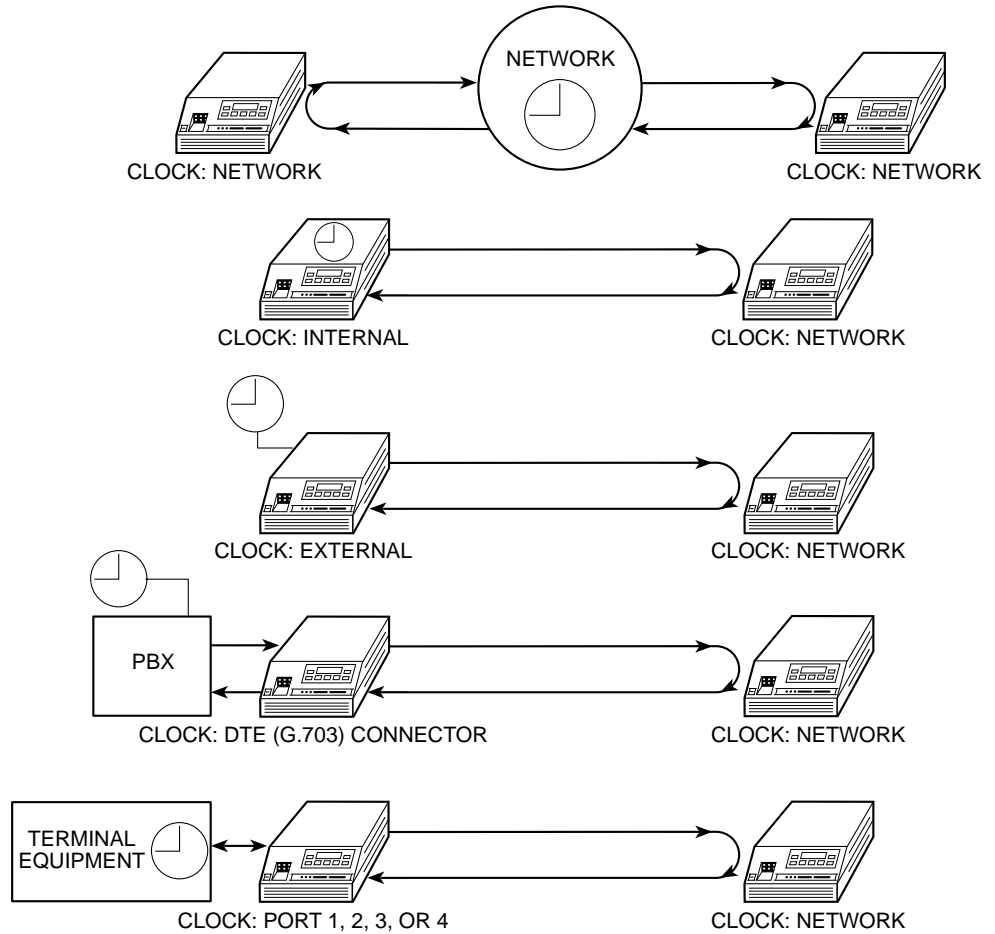 NETWORK
CLOCK: NETWORK
CLOCK: NETWORK
CLOCK: INTERNAL
CLOCK: NETWORK
CLOCK: EXTERNAL
CLOCK: NETWORK
PBX
CLOCK: DTE (G.703) CONNECTOR
CLOCK: NETWORK
TERMINAL
EQUIPMENT
CLOCK: PORT 1, 2, 3, OR 4
CLOCK: NETWORK